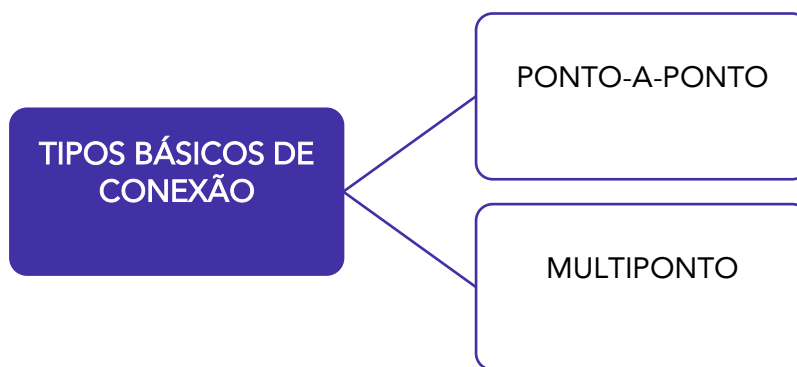 TIPOS BÁSICOS DE
CONEXÃO
PONTO-A-PONTO
MULTIPONTO